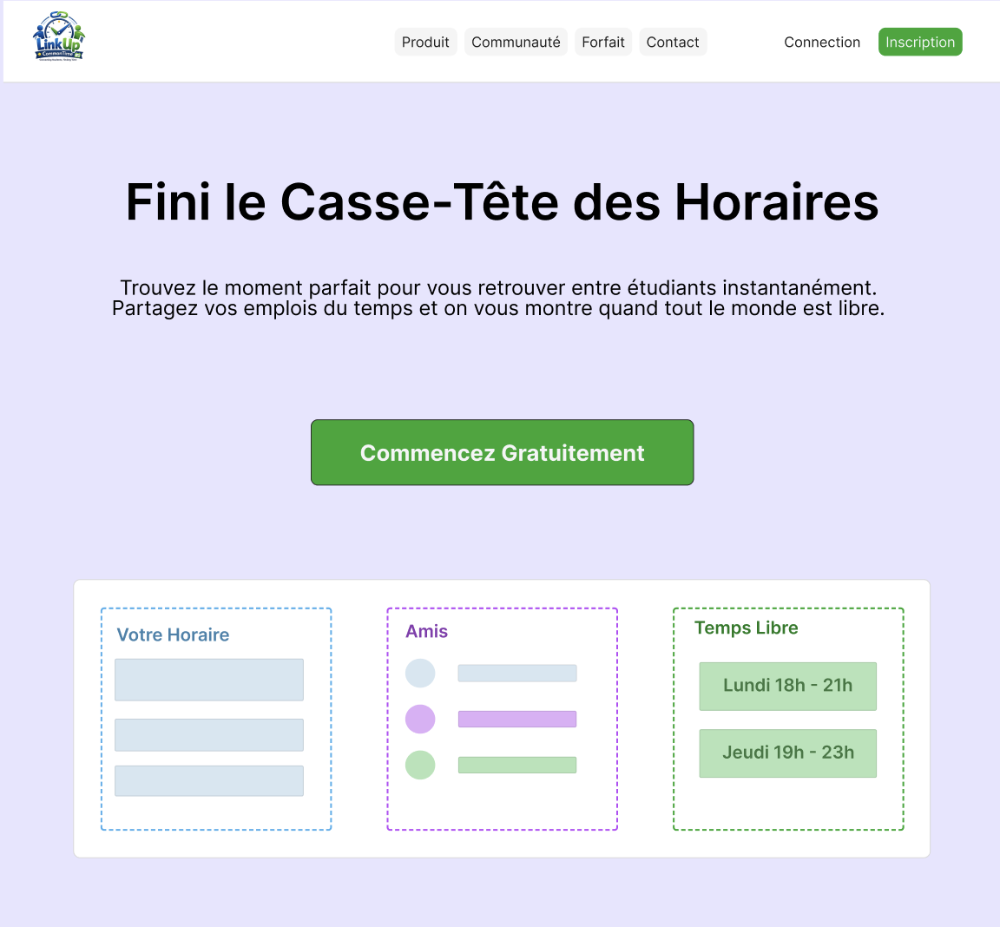 LinkUp
CommonTime
Produit
Communauté
Forfait
Contact
Connection
Inscription
Fini le Casse-Tête des Horaires
Trouvez le moment parfait pour vous retrouver entre étudiants instantanément.
Partagez vos emplois du temps et on vous montre quand tout le monde est libre.
Commencez Gratuitement
Votre Horaire
Amis
Temps Libre
Lundi 18h - 21h
Jeudi 19h - 23h